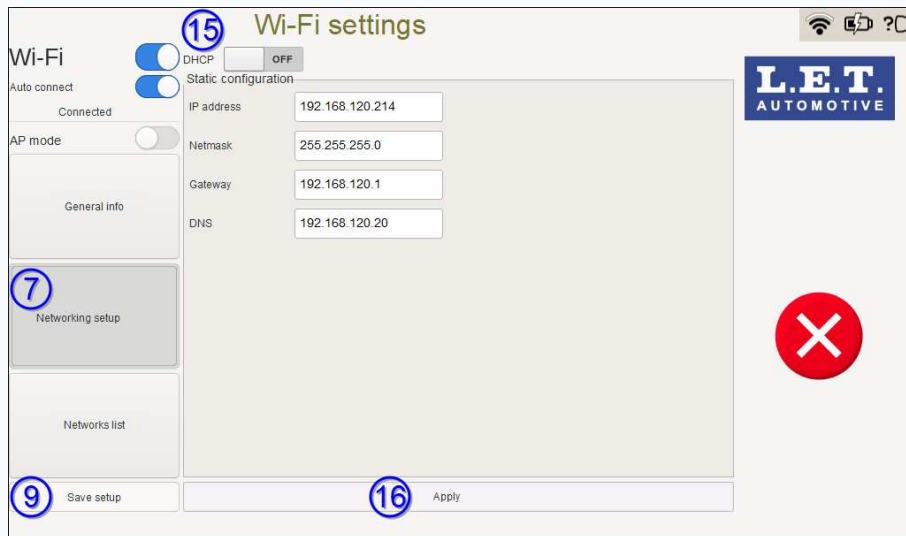 15
Wi-Fi settings
?
Wi-Fi
DHCP
OFF
Auto connect
Static configuration
L.E.T.
AUTOMOTIVE
Connected
IP address
192.168.120.214
AP mode
Netmask
255.255.255.0
Gateway
192.168.120.1
General info
DNS
192.168.120.20
7
Networking setup
Networks list
9
Save setup
16
Apply